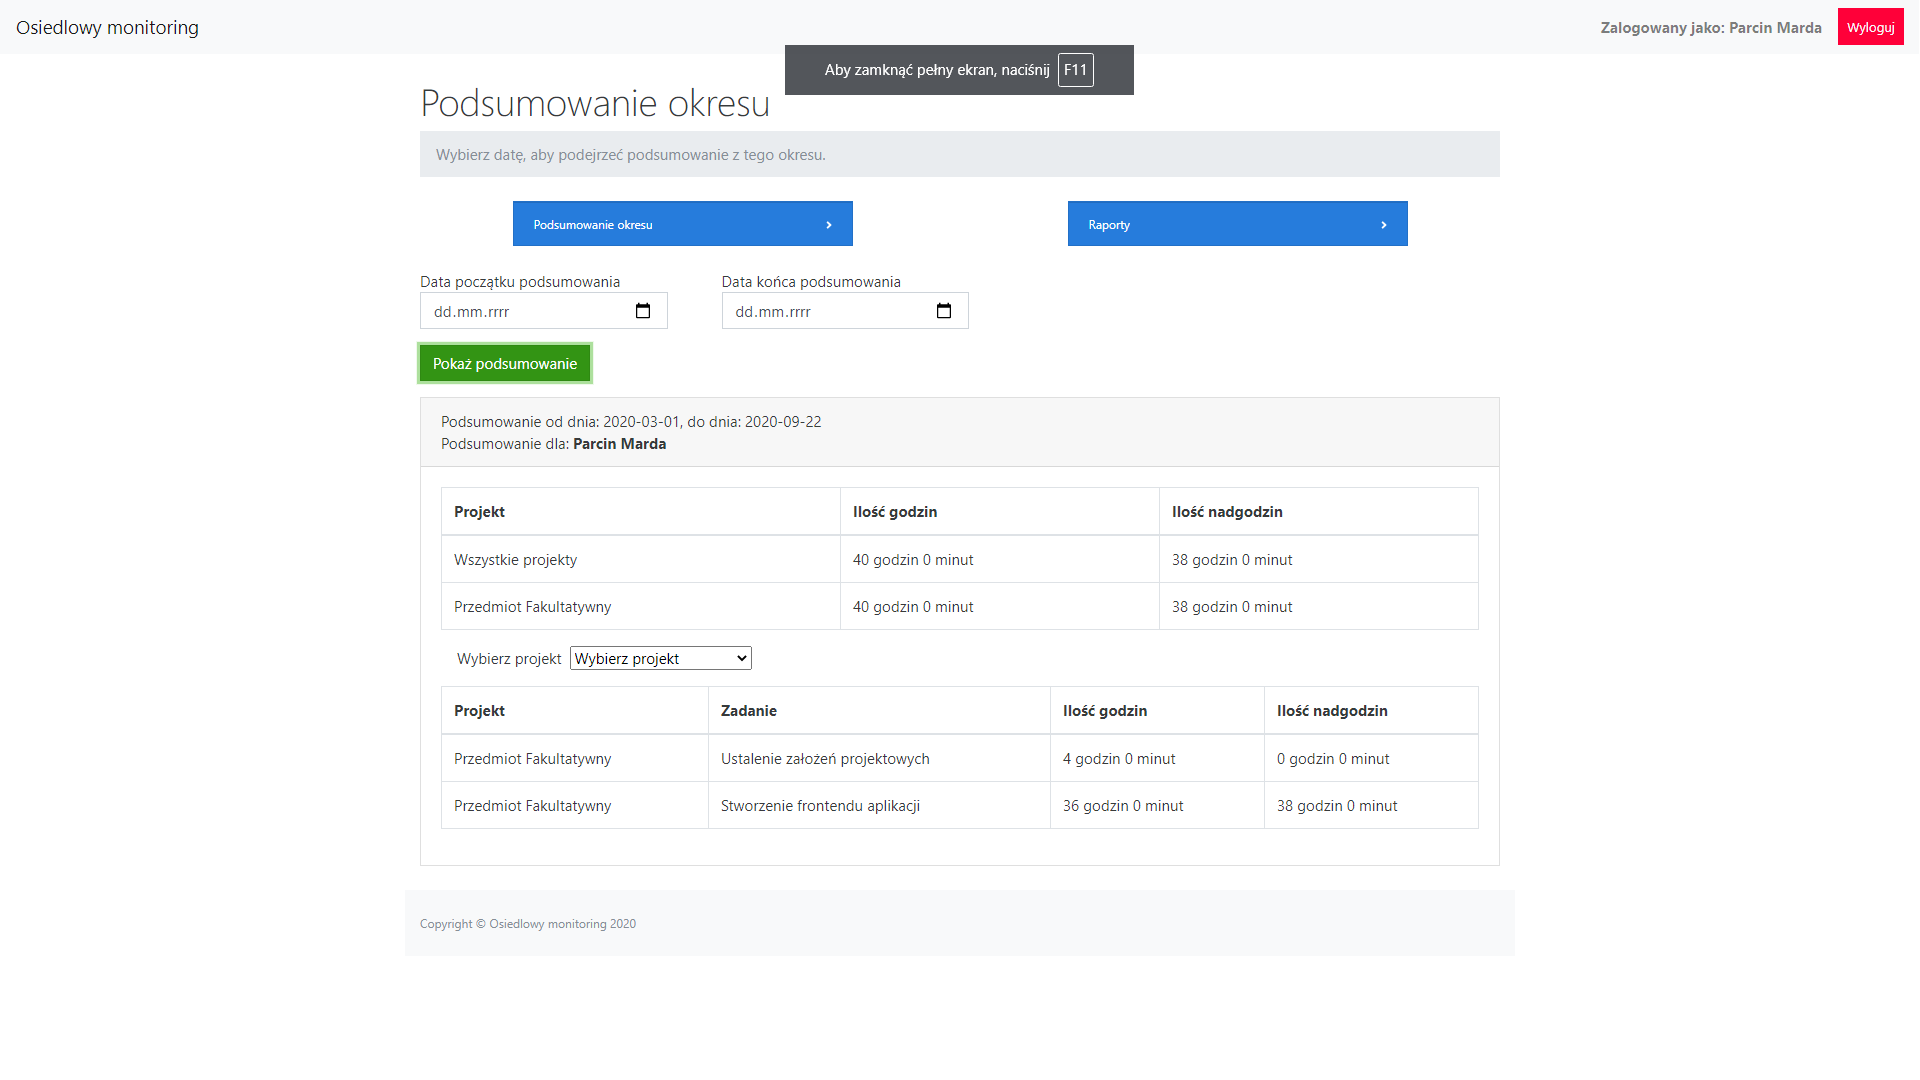 Osiedlowy monitoring
Zalogowany jako: Parcin Marda
Wyloguj
Aby zamknąć pełny ekran, naciśnij F11
Podsumowanie okresu
Wybierz datę, aby podejrzeć podsumowanie z tego okresu.
Podsumowanie okresu
Raporty
Data początku podsumowania
Data końca podsumowania
dd.mm.rrrr
dd.mm.rrrr
Pokaż podsumowanie
Podsumowanie od dnia: 2020-03-01, do dnia: 2020-09-22
Podsumowanie dla: Parcin Marda
Projekt Ilość godzin Ilość nadgodzin
Wszystkie projekty 40 godzin 0 minut 38 godzin 0 minut
Przedmiot Fakultatywny 40 godzin 0 minut 38 godzin 0 minut
Wybierz projekt Wybierz projekt
Projekt Zadanie Ilość godzin Ilość nadgodzin
Przedmiot Fakultatywny Ustalenie założeń projektowych 4 godzin 0 minut 0 godzin 0 minut
Przedmiot Fakultatywny Stworzenie frontendu aplikacji 36 godzin 0 minut 38 godzin 0 minut
Copyright © Osiedlowy monitoring 2020